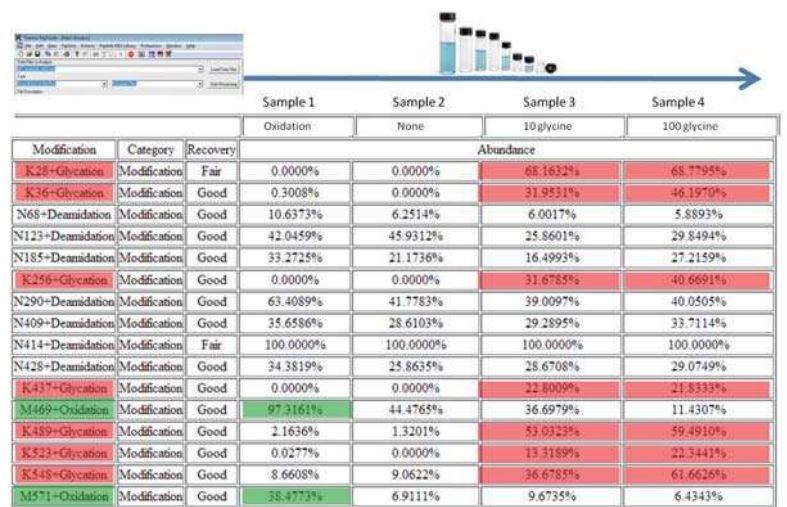 Sample 1 Sample 2 Sample 3 Sample 4
Oxidation None 10 glycine 100 glycine
Modification Category Recovery Abundance
K28+Glycation Modification Fair 0.0000% 0.0000% 68.1632% 68.7795%
K36+Glycation Modification Good 0.3008% 0.0000% 31.9531% 46.1970%
N68+Deamidation Modification Good 10.6373% 6.2514% 6.0017% 5.8893%
N123+Deamidation Modification Good 42.0459% 45.9312% 25.8601% 29.8494%
N185+Deamidation Modification Good 33.2725% 21.1736% 16.4993% 27.2159%
K256+Glycation Modification Good 0.0000% 0.0000% 31.6785% 40.6691%
N290+Deamidation Modification Good 63.4089% 41.7783% 39.0097% 40.0505%
N409+Deamidation Modification Good 35.6586% 28.6103% 29.2895% 33.7114%
N414+Deamidation Modification Fair 100.0000% 100.0000% 100.0000% 100.0000%
N428+Deamidation Modification Good 34.3819% 25.8635% 28.6708% 29.0749%
K437+Glycation Modification Good 0.0000% 0.0000% 22.8009% 21.8333%
M469+Oxidation Modification Good 97.3161% 44.4765% 36.6979% 11.4307%
K489+Glycation Modification Good 2.1636% 1.3201% 53.0323% 59.4910%
K523+Glycation Modification Good 0.0277% 0.0000% 13.3189% 22.3441%
K548+Glycation Modification Good 8.6608% 9.0622% 36.6785% 61.6626%
M571+Oxidation Modification Good 38.4773% 6.9111% 9.6735% 6.4343%